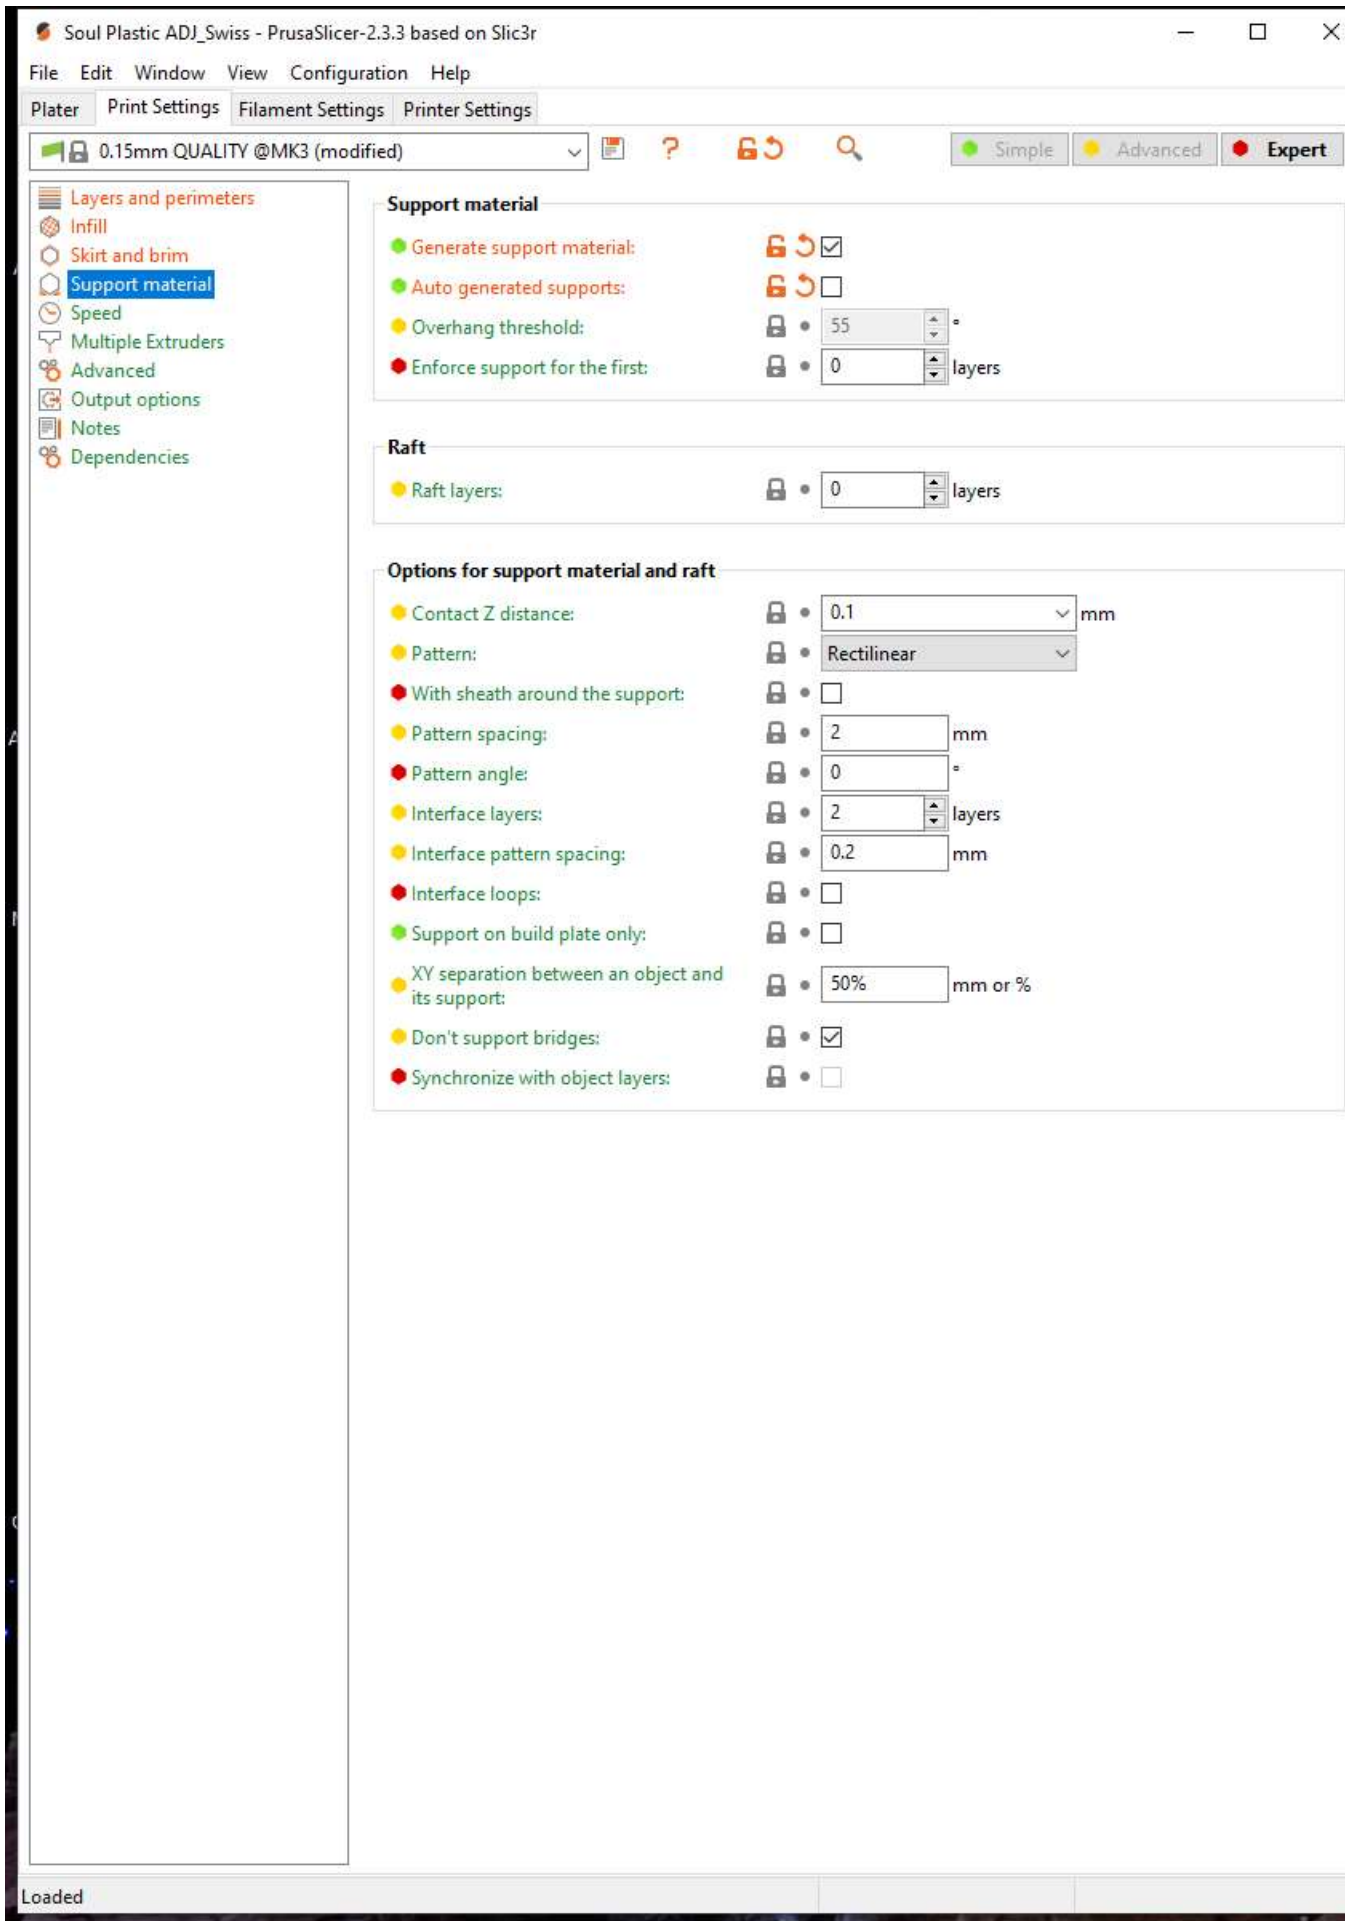 Soul Plastic ADJ_Swiss - PrusaSlicer-2.3.3 based on Slic3r
File Edit Window View Configuration Help
Plater Print Settings Filament Settings Printer Settings
0.15mm QUALITY @MK3 (modified) ? Simple Advanced Expert
Layers and perimeters
Infill
Skirt and brim
Support material
Speed
Multiple Extruders
Advanced
Output options
Notes
Dependencies
Support material
Generate support material:
Auto generated supports:
Overhang threshold: 55 °
Enforce support for the first: 0 layers
Raft
Raft layers: 0 layers
Options for support material and raft
Contact Z distance: 0.1 mm
Pattern: Rectilinear
With sheath around the support:
Pattern spacing: 2 mm
Pattern angle: 0 °
Interface layers: 2 layers
Interface pattern spacing: 0.2 mm
Interface loops:
Support on build plate only:
XY separation between an object and
its support: 50% mm or %
Don't support bridges:
Synchronize with object layers:
Loaded